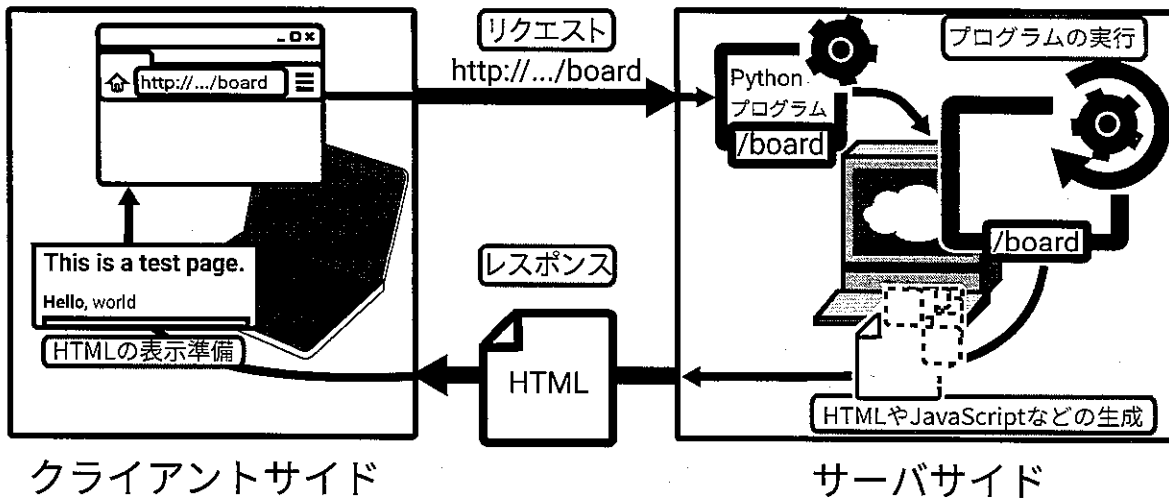 http://.../board
リクエスト
http://.../board
Python
プログラム
/board
プログラムの実行
/board
This is a test page.
Hello, world
HTMLの表示準備
レスポンス
HTML
HTMLやJavaScriptなどの生成
クライアントサイド
サーバサイド